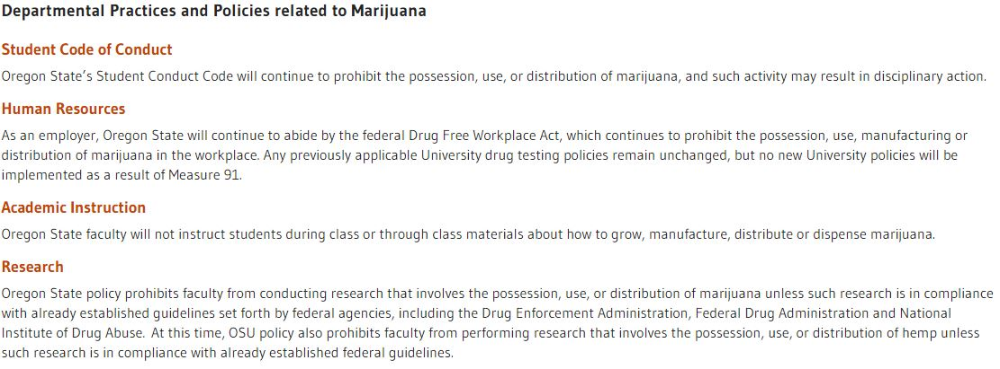 Departmental Practices and Policies related to Marijuana
Student Code of Conduct
Oregon State's Student Conduct Code will continue to prohibit the possession, use, or distribution of marijuana, and such activity may result in disciplinary action.
Human Resources
As an employer, Oregon State will continue to abide by the federal Drug Free Workplace Act, which continues to prohibit the possession, use, manufacturing or
distribution of marijuana in the workplace. Any previously applicable University drug testing policies remain unchanged, but no new University policies will be
implemented as a result of Measure 91.
Academic Instruction
Oregon State faculty will not instruct students during class or through class materials about how to grow, manufacture, distribute or dispense marijuana.
Research
Oregon State policy prohibits faculty from conducting research that involves the possession, use, or distribution of marijuana unless such research is in compliance
with already established guidelines set forth by federal agencies, including the Drug Enforcement Administration, Federal Drug Administration and National
Institute of Drug Abuse. At this time, OSU policy also prohibits faculty from performing research that involves the possession, use, or distribution of hemp unless
such research is in compliance with already established federal guidelines.